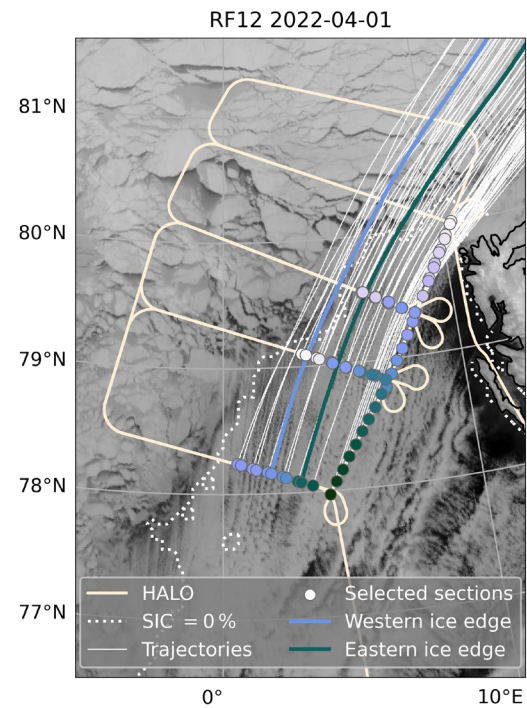 RF12 2022-04-01
81°N
80°N
79°N
78°N
77°N
HALO
SIC = 0 %
Trajectories
Selected sections
Western ice edge
Eastern ice edge
0°
10°E